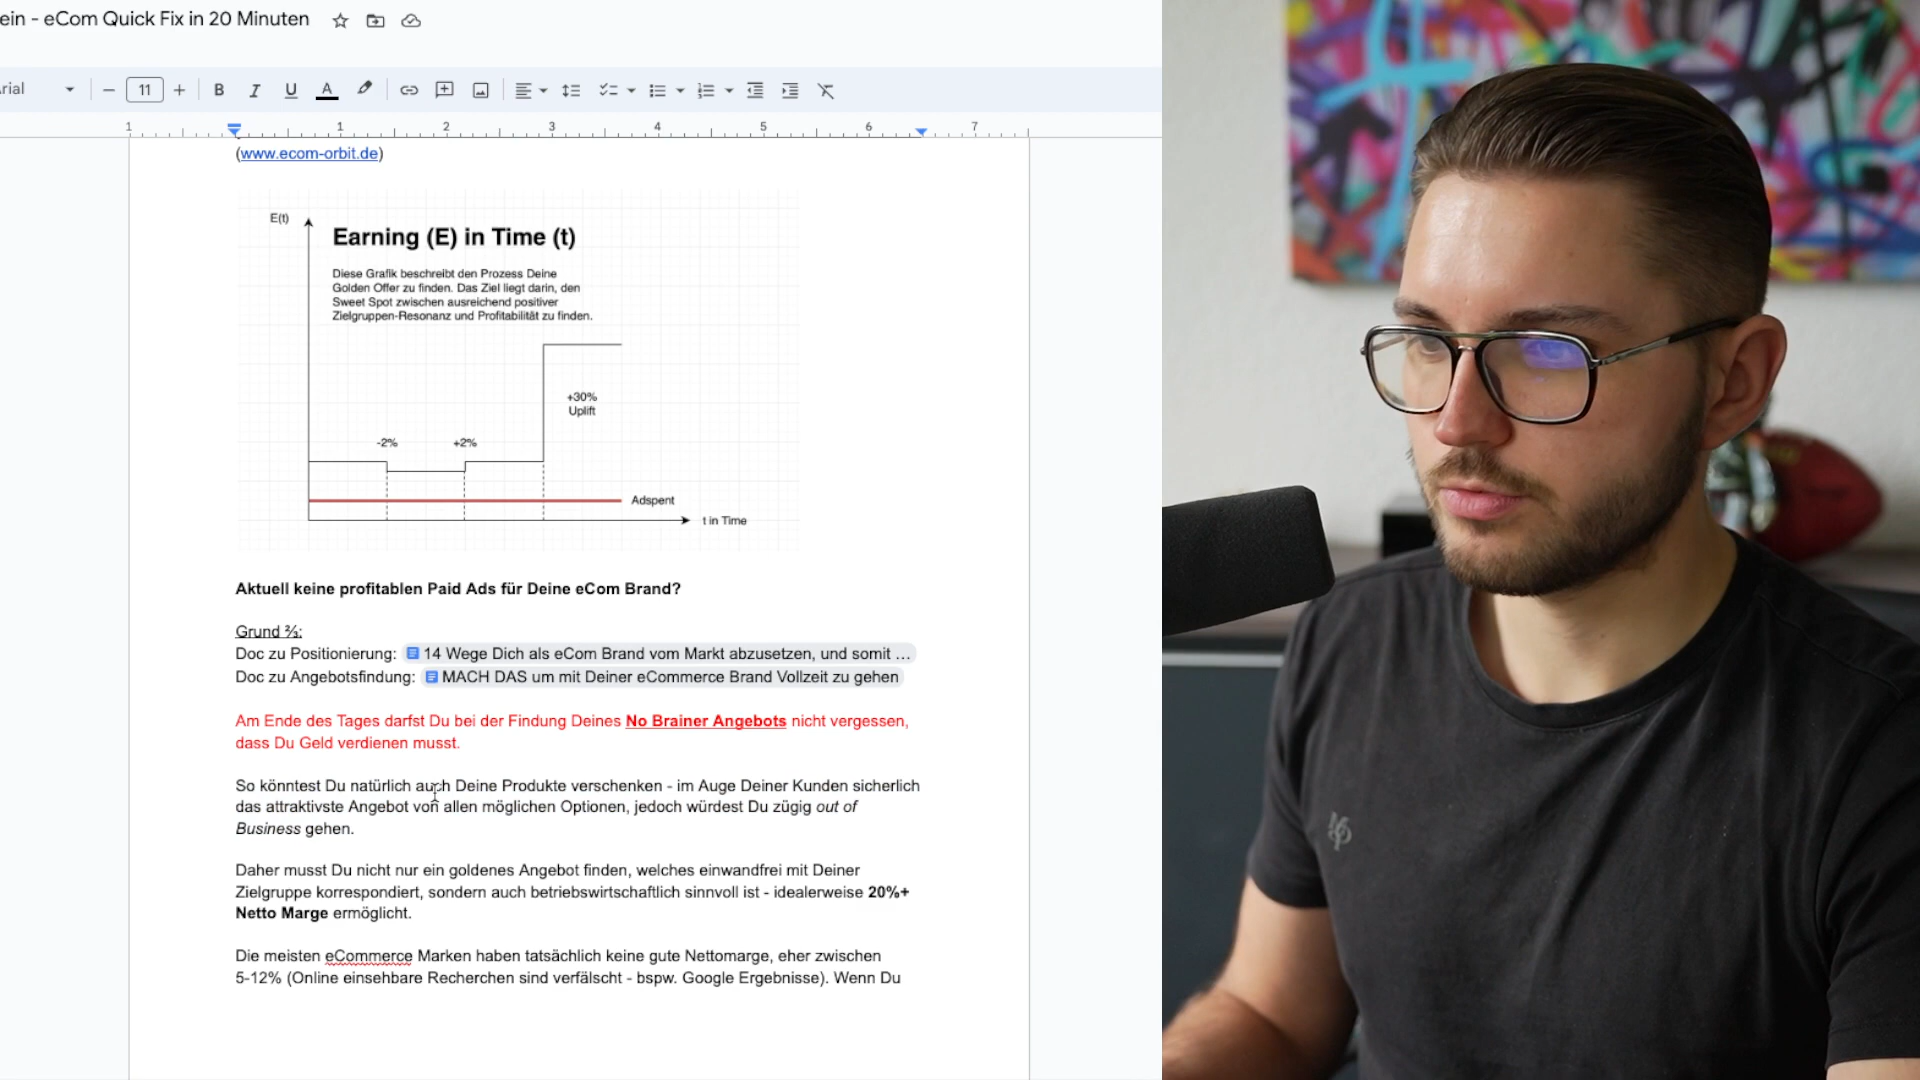 ein - eCom Quick Fix in 20 Minuten
rial
11
1 1 2 3 4 5 6 7
(www.ecom-orbit.de)
E(t)
Earning (E) in Time (t)
Diese Grafik beschreibt den Prozess Deine
Golden Offer zu finden. Das Ziel liegt darin, den
Sweet Spot zwischen ausreichend positiver
Zielgruppen-Resonanz und Profitabilität zu finden.
+30%
Uplift
-2%
+2%
Adspent
t in Time
Aktuell keine profitablen Paid Ads für Deine eCom Brand?
Grund ⅔:
Doc zu Positionierung: 14 Wege Dich als eCom Brand vom Markt abzusetzen, und somit ...
Doc zu Angebotsfindung: MACH DAS um mit Deiner eCommerce Brand Vollzeit zu gehen
Am Ende des Tages darfst Du bei der Findung Deines No Brainer Angebots nicht vergessen,
dass Du Geld verdienen musst.
So könntest Du natürlich auch Deine Produkte verschenken - im Auge Deiner Kunden sicherlich
das attraktivste Angebot von allen möglichen Optionen, jedoch würdest Du zügig out of
Business gehen.
Daher musst Du nicht nur ein goldenes Angebot finden, welches einwandfrei mit Deiner
Zielgruppe korrespondiert, sondern auch betriebswirtschaftlich sinnvoll ist - idealerweise 20%+
Netto Marge ermöglicht.
Die meisten eCommerce Marken haben tatsächlich keine gute Nettomarge, eher zwischen
5-12% (Online einsehbare Recherchen sind verfälscht - bspw. Google Ergebnisse). Wenn Du